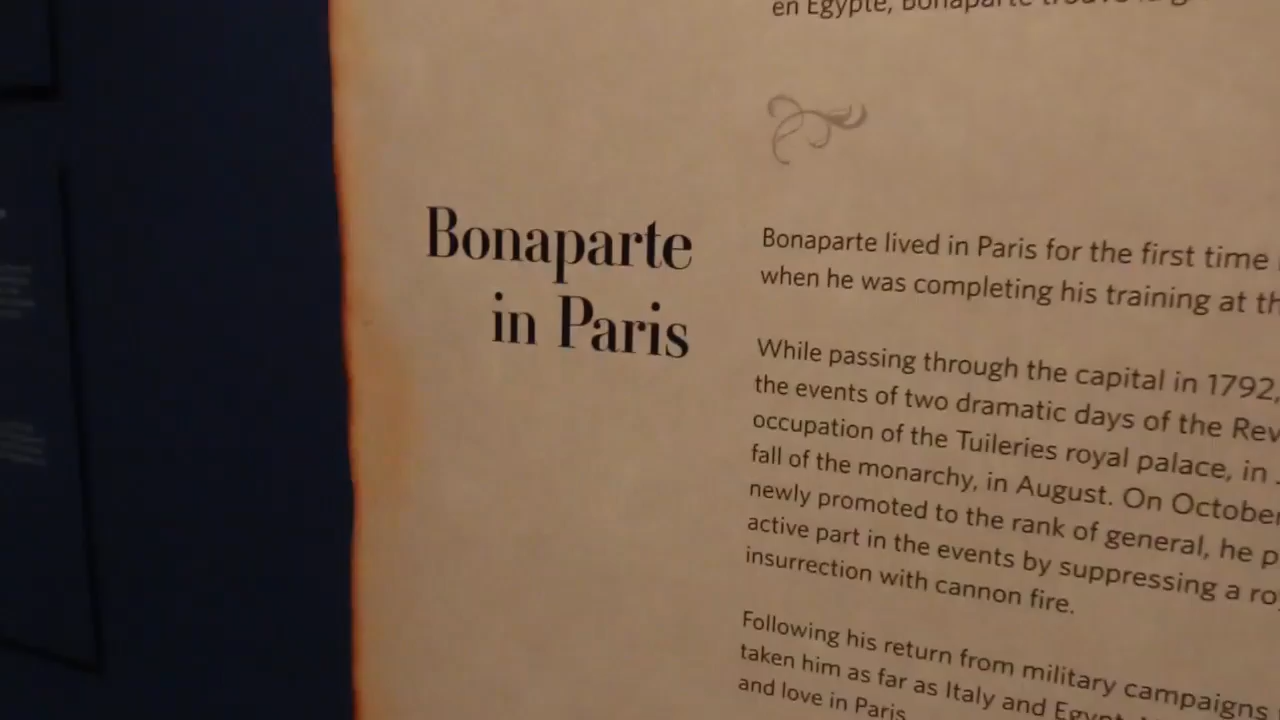 en Egypte, Bonaparte
Bonaparte
in Paris
Bonaparte lived in Paris for the first time
when he was completing his training at
While passing through the capital in 1792,
the events of two dramatic days of the
occupation of the Tuileries royal palace, in
fall of the monarchy, in August. On October
newly promoted to the rank of general, he
active part in the events by suppressing a
insurrection with cannon fire.
Following his return from military campaigns
taken him as far as Italy and Egypt
and love in Paris